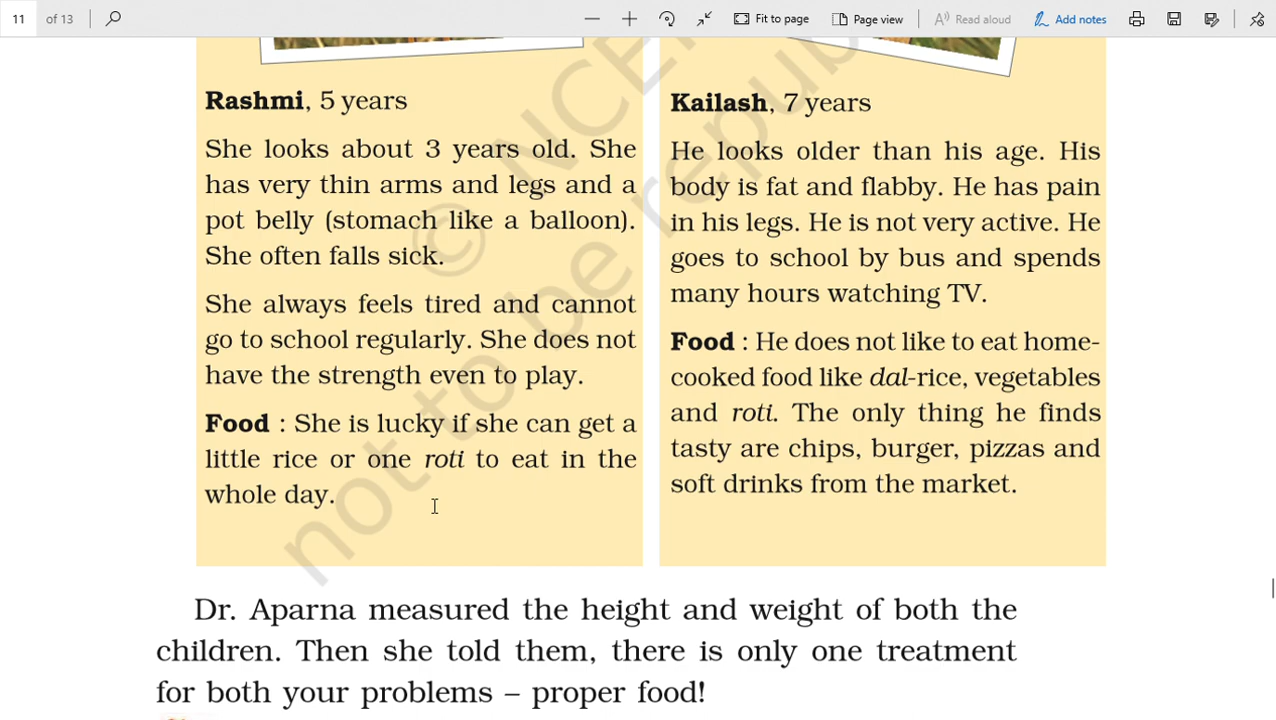 11 of 13 Fit to page Page view Read aloud Add notes
Rashmi, 5 years
She looks about 3 years old. She
has very thin arms and legs and a
pot belly (stomach like a balloon).
She often falls sick.
She always feels tired and cannot
go to school regularly. She does not
have the strength even to play.
Food : She is lucky if she can get a
little rice or one roti to eat in the
whole day.
Kailash, 7 years
He looks older than his age. His
body is fat and flabby. He has pain
in his legs. He is not very active. He
goes to school by bus and spends
many hours watching TV.
Food : He does not like to eat home-
cooked food like dal-rice, vegetables
and roti. The only thing he finds
tasty are chips, burger, pizzas and
soft drinks from the market.
Dr. Aparna measured the height and weight of both the
children. Then she told them, there is only one treatment
for both your problems – proper food!
© NCE
not to be repub